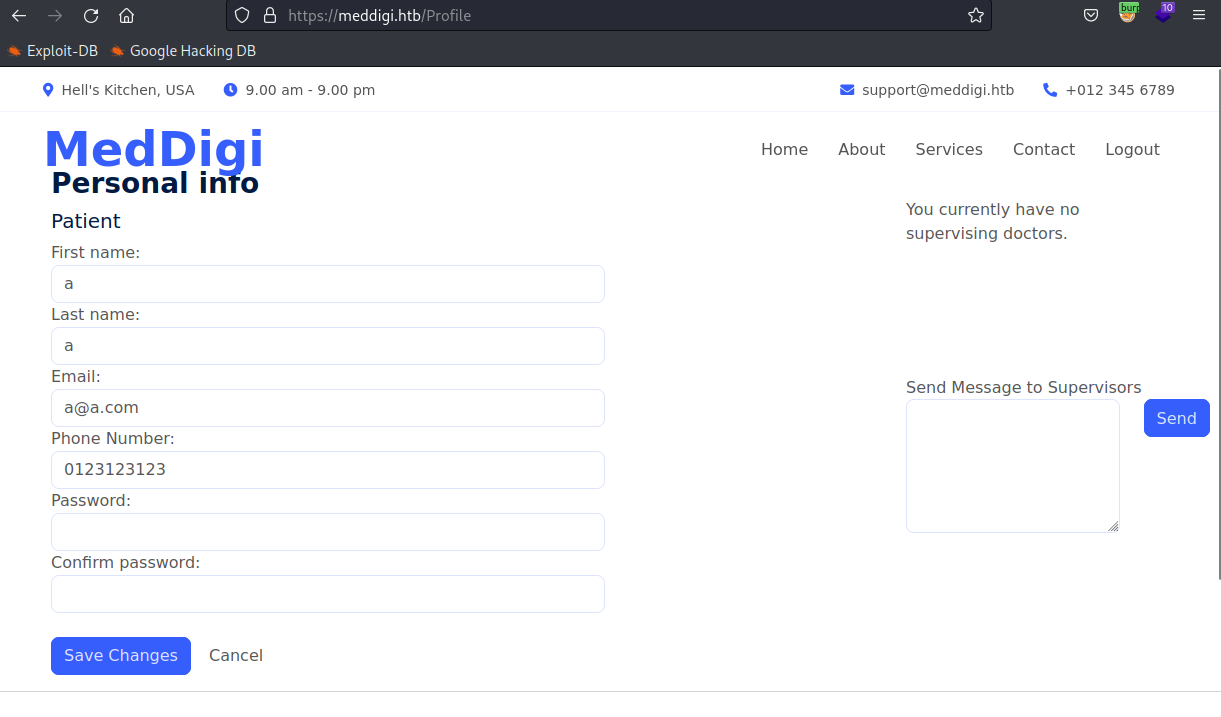 https://meddigi.htb/Profile
burp
10
Exploit-DB Google Hacking DB
Hell's Kitchen, USA 9.00 am - 9.00 pm support@meddigi.htb +012 345 6789
MedDigi Home About Services Contact Logout
Personal info
Patient
You currently have no
supervising doctors.
First name:
a
Last name:
a
Email:
a@a.com
Phone Number:
0123123123
Password:
Confirm password:
Send Message to Supervisors
Send
Save Changes Cancel